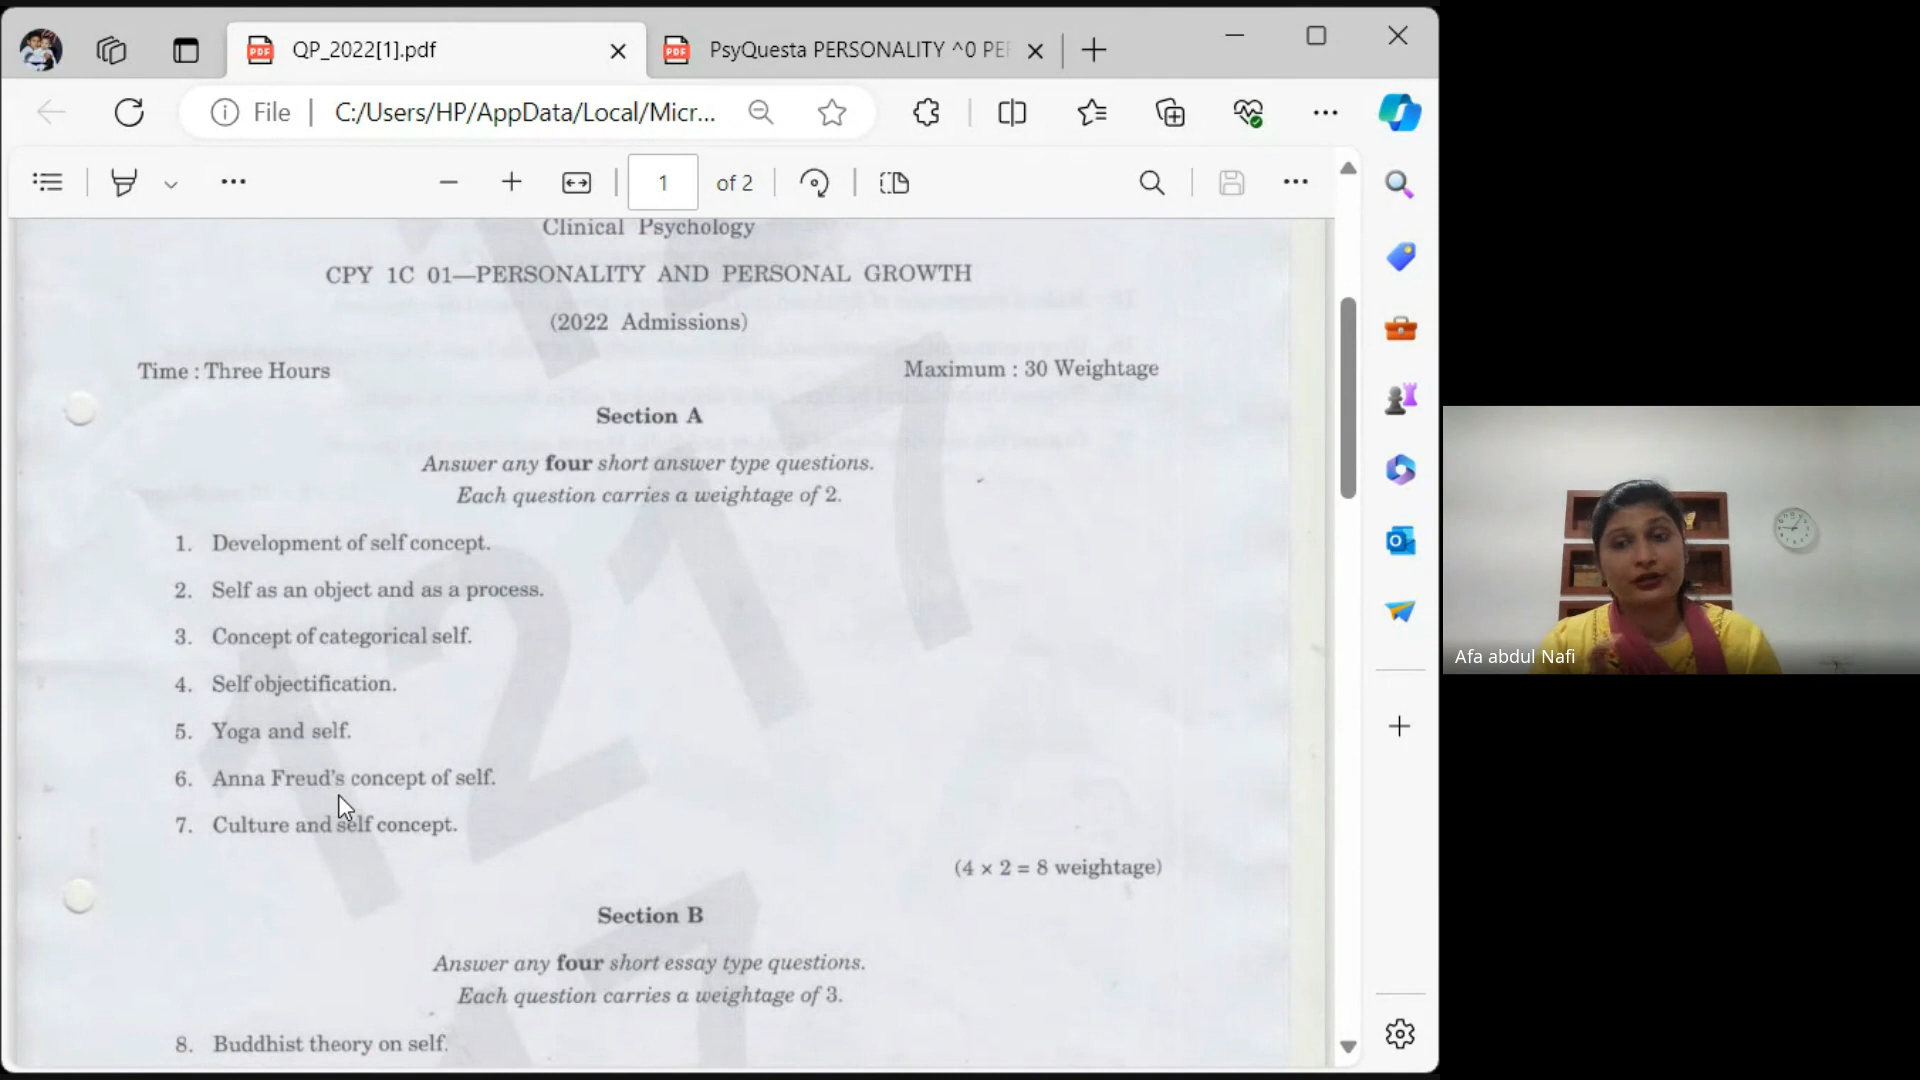 QP_2022[1].pdf
PsyQuesta PERSONALITY ^0 PE
File
C:/Users/HP/AppData/Local/Micr...
1 of 2
Clinical Psychology
CPY 1C 01—PERSONALITY AND PERSONAL GROWTH
(2022 Admissions)
Time : Three Hours
Maximum : 30 Weightage
Section A
Answer any four short answer type questions.
Each question carries a weightage of 2.
1. Development of self concept.
2. Self as an object and as a process.
3. Concept of categorical self.
4. Self objectification.
5. Yoga and self.
6. Anna Freud's concept of self.
7. Culture and self concept.
(4 × 2 = 8 weightage)
Section B
Answer any four short essay type questions.
Each question carries a weightage of 3.
8. Buddhist theory on self.
Afa abdul Nafi